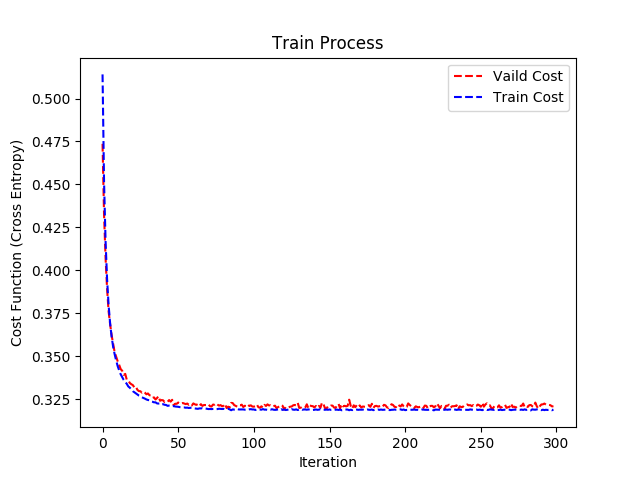 Train Process
Vaild Cost
Train Cost
Cost Function (Cross Entropy)
0.500
0.475
0.450
0.425
0.400
0.375
0.350
0.325
0 50 100 150 200 250 300
Iteration